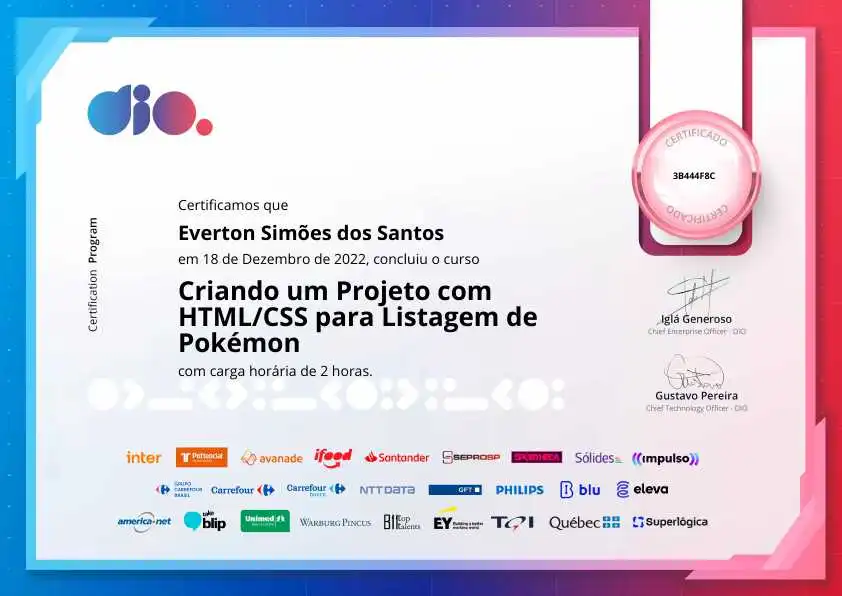 dio.
CERTIFICADO
3B444F8C
CERTIFICADO
Certification Program
Certificamos que
Everton Simões dos Santos
em 18 de Dezembro de 2022, concluiu o curso
Criando um Projeto com
HTML/CSS para Listagem de
Pokémon
com carga horária de 2 horas.
Iglá Generoso
Chief Enterprise Officer - DIO
Gustavo Pereira
Chief Technology Officer - DIO
inter Pottencial avanade ifood Santander SEPROSP Sólides impulso
GRUPO CARREFOUR BRASIL Carrefour Carrefour NTT DATA GFT PHILIPS blu eleva
america-net take blip Unimed WARBURG PINCUS BH top talents EY Building a better working world TQI Québec Superlógica